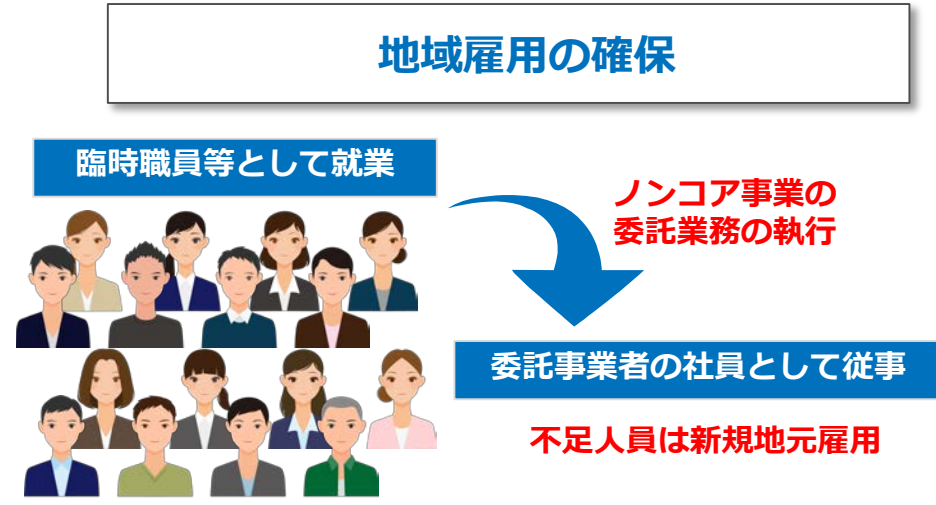 地域雇用の確保
臨時職員等として就業
ノンコア事業の
委託業務の執行
委託事業者の社員として従事
不足人員は新規地元雇用